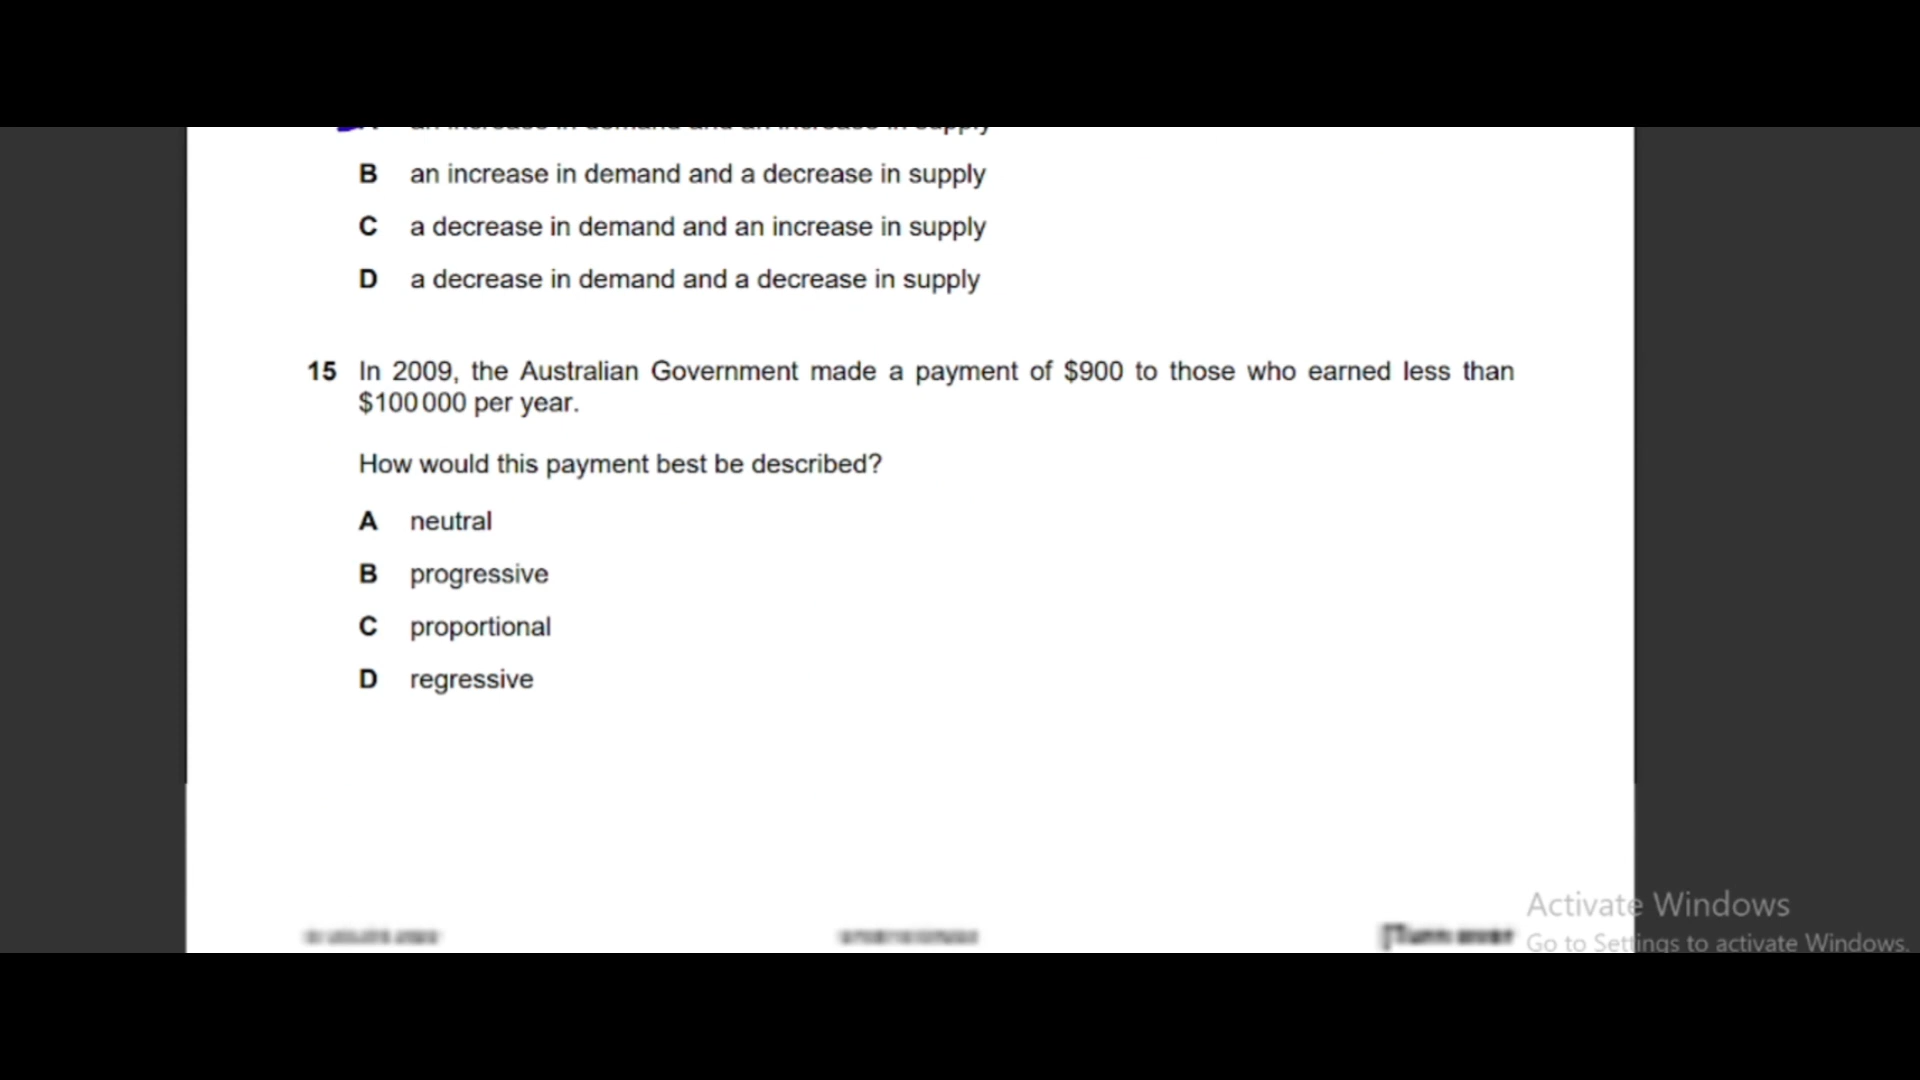 B an increase in demand and a decrease in supply
C a decrease in demand and an increase in supply
D a decrease in demand and a decrease in supply
15 In 2009, the Australian Government made a payment of $900 to those who earned less than
$100 000 per year.
How would this payment best be described?
A neutral
B progressive
C proportional
D regressive
[Turn over
Activate Windows
Go to Settings to activate Windows.